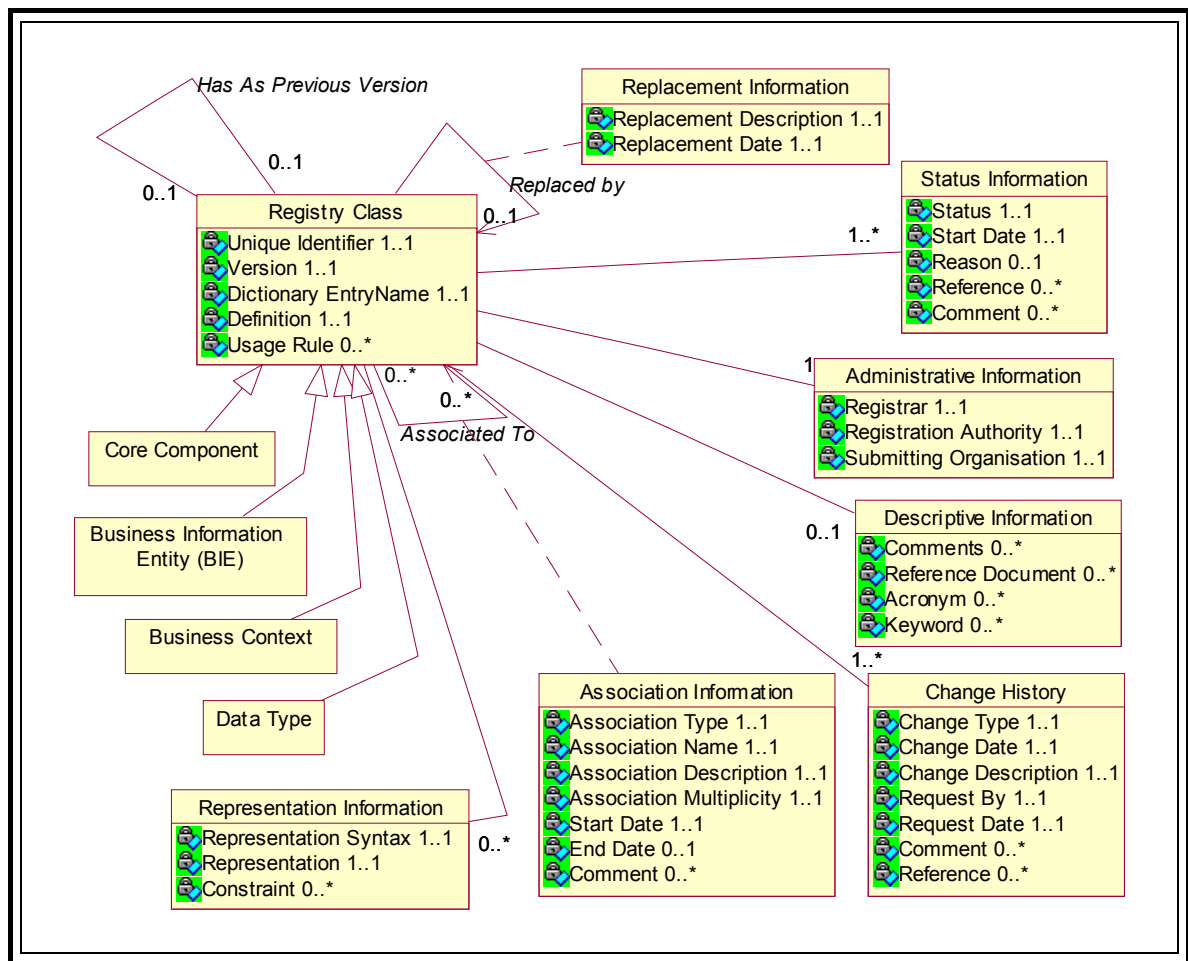 Has As Previous Version
0..1
0..1
Replaced by
0..1
Replacement Information
Replacement Description 1..1
Replacement Date 1..1
Registry Class
Unique Identifier 1..1
Version 1..1
Dictionary EntryName 1..1
Definition 1..1
Usage Rule 0..*
1..*
Status Information
Status 1..1
Start Date 1..1
Reason 0..1
Reference 0..*
Comment 0..*
1
Administrative Information
Registrar 1..1
Registration Authority 1..1
Submitting Organisation 1..1
0..*
0..*
Associated To
Core Component
Business Information
Entity (BIE)
Business Context
Data Type
0..1
Descriptive Information
Comments 0..*
Reference Document 0..*
Acronym 0..*
Keyword 0..*
Representation Information
Representation Syntax 1..1
Representation 1..1
Constraint 0..*
0..*
Association Information
Association Type 1..1
Association Name 1..1
Association Description 1..1
Association Multiplicity 1..1
Start Date 1..1
End Date 0..1
Comment 0..*
1..*
Change History
Change Type 1..1
Change Date 1..1
Change Description 1..1
Request By 1..1
Request Date 1..1
Comment 0..*
Reference 0..*